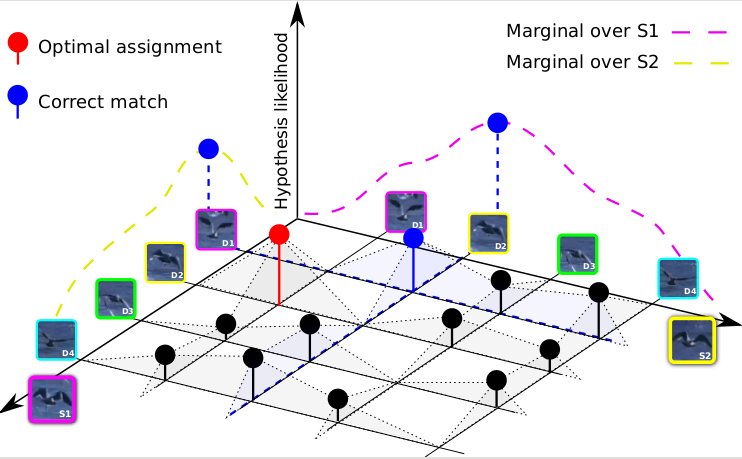 Optimal assignment
Correct match
Hypothesis likelihood
Marginal over S1
Marginal over S2
D1
D2
D3
D4
S1
D1
D2
D3
D4
S2